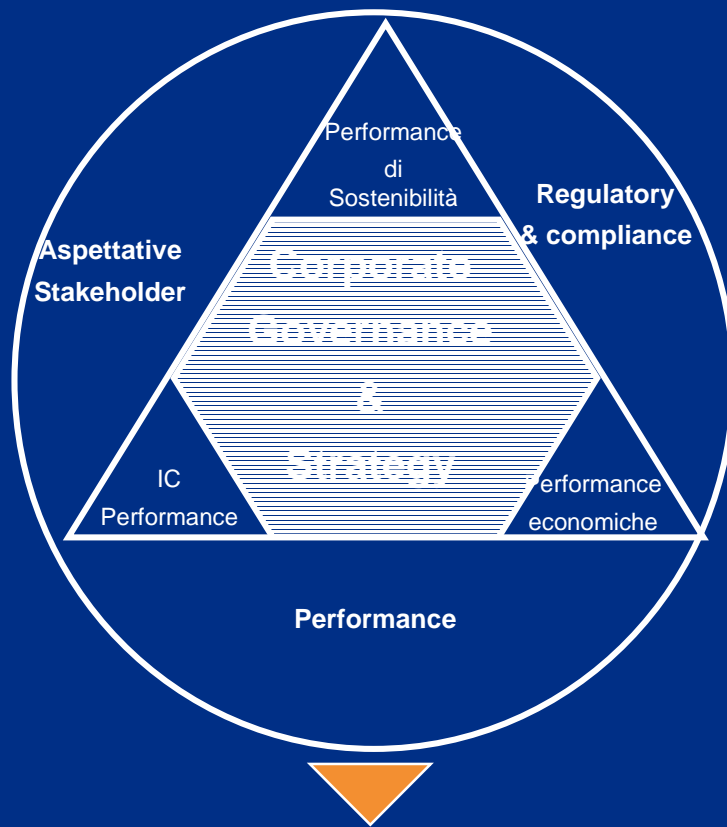 Performance
di
Sostenibilità
Regulatory
& compliance
Aspettative
Stakeholder
Corporate
Governance
&
Strategy
IC
Performance
Performance
economiche
Performance